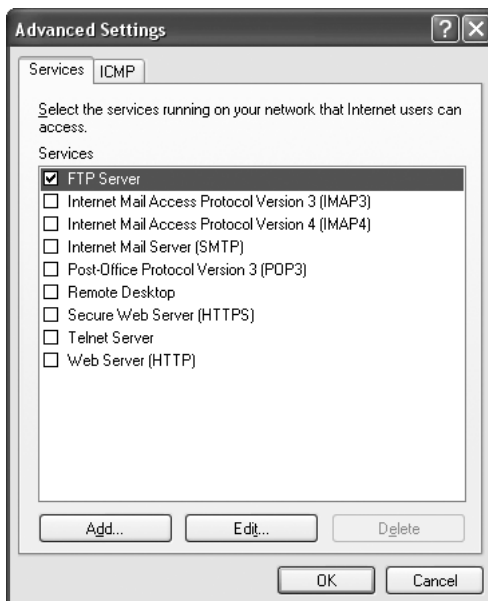 Advanced Settings
Services ICMP
Select the services running on your network that Internet users can
access.
Services
FTP Server
Internet Mail Access Protocol Version 3 (IMAP3)
Internet Mail Access Protocol Version 4 (IMAP4)
Internet Mail Server (SMTP)
Post-Office Protocol Version 3 (POP3)
Remote Desktop
Secure Web Server (HTTPS)
Telnet Server
Web Server (HTTP)
Add... Edit... Delete
OK Cancel